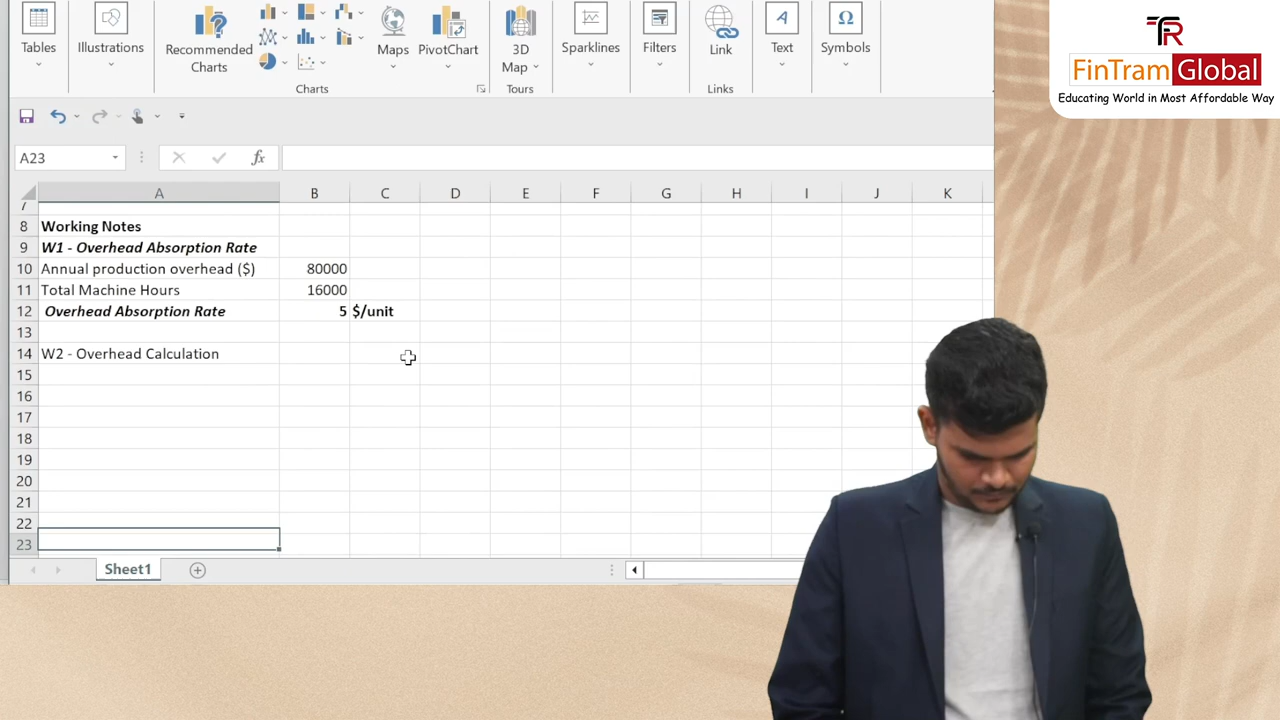 Tables
Illustrations
Recommended
Charts
Maps
PivotChart
3D
Map
Sparklines
Filters
Link
A
Text
Ω
Symbols
Charts
Tours
Links
TR
FinTram Global
Educating World in Most Affordable Way
A23
fx
A B C D E F G H I J K
7
8 Working Notes
9 W1 - Overhead Absorption Rate
10 Annual production overhead ($) 80000
11 Total Machine Hours 16000
12 Overhead Absorption Rate 5 $/unit
13
14 W2 - Overhead Calculation
15
16
17
18
19
20
21
22
23
Sheet1